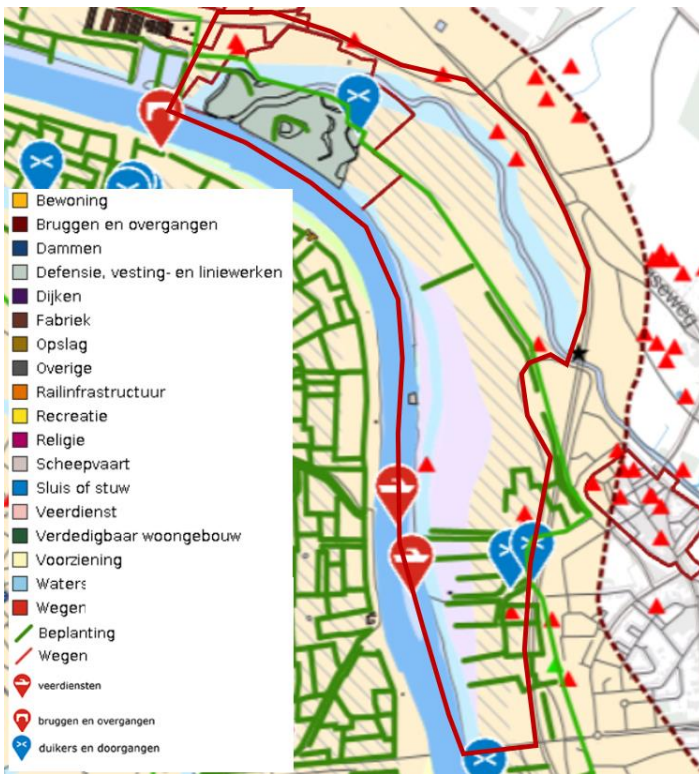 Bewoning
Bruggen en overgangen
Dammen
Defensie, vesting- en liniewerken
Dijken
Fabriek
Opslag
Overige
Railinfrastructuur
Recreatie
Religie
Scheepvaart
Sluis of stuw
Veerdienst
Verdedigbaar woongebouw
Voorziening
Waters
Wegen
Beplanting
Wegen
veerdiensten
bruggen en overgangen
duikers en doorgangen